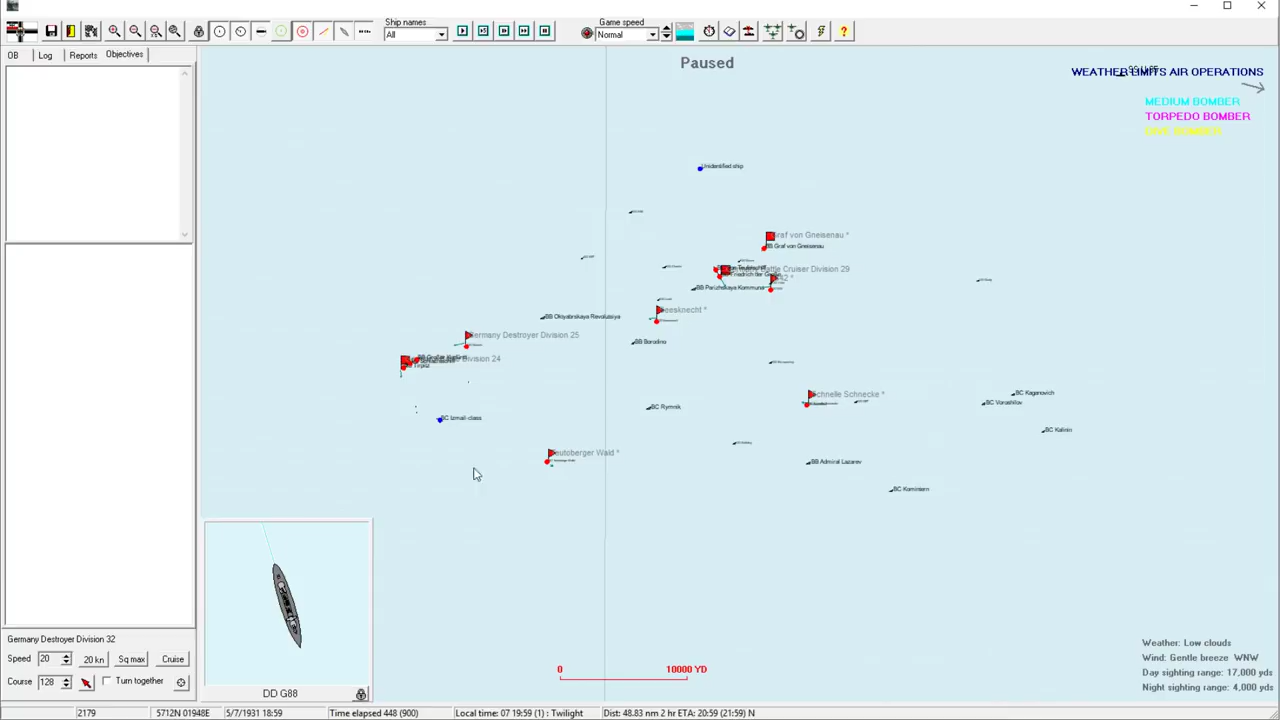 Ship names
All
Game speed
Normal
OB
Log
Reports
Objectives
Paused
WEATHER LIMITS AIR OPERATIONS
MEDIUM BOMBER
TORPEDO BOMBER
DIVE BOMBER
Unidentified ship
Graf von Gneisenau *
BB Graf von Gneisenau
Battle Cruiser Division 29
BB Parizhskaya Kommuna
Geesknecht *
BB Oktyabrskaya Revolutsiya
Germany Destroyer Division 25
BB Borodino
Division 24
Tirpitz
Schnelle Schnecke *
BC Kaganovich
BC Voroshilov
BC Rymnik
BC Izmail-class
BC Kalinin
Teutoberger Wald *
BB Admiral Lazarev
BC Komintern
DD G88
0
10000 YD
Weather: Low clouds
Wind: Gentle breeze WNW
Day sighting range: 17,000 yds
Night sighting range: 4,000 yds
Germany Destroyer Division 32
Speed
20
20 kn
Sq max
Cruise
Course
128
Turn together
2179
5712N 01948E
5/7/1931 18:59
Time elapsed 448 (900)
Local time: 07 19:59 (1) : Twilight
Dist: 48.83 nm 2 hr ETA: 20:59 (21:59) N